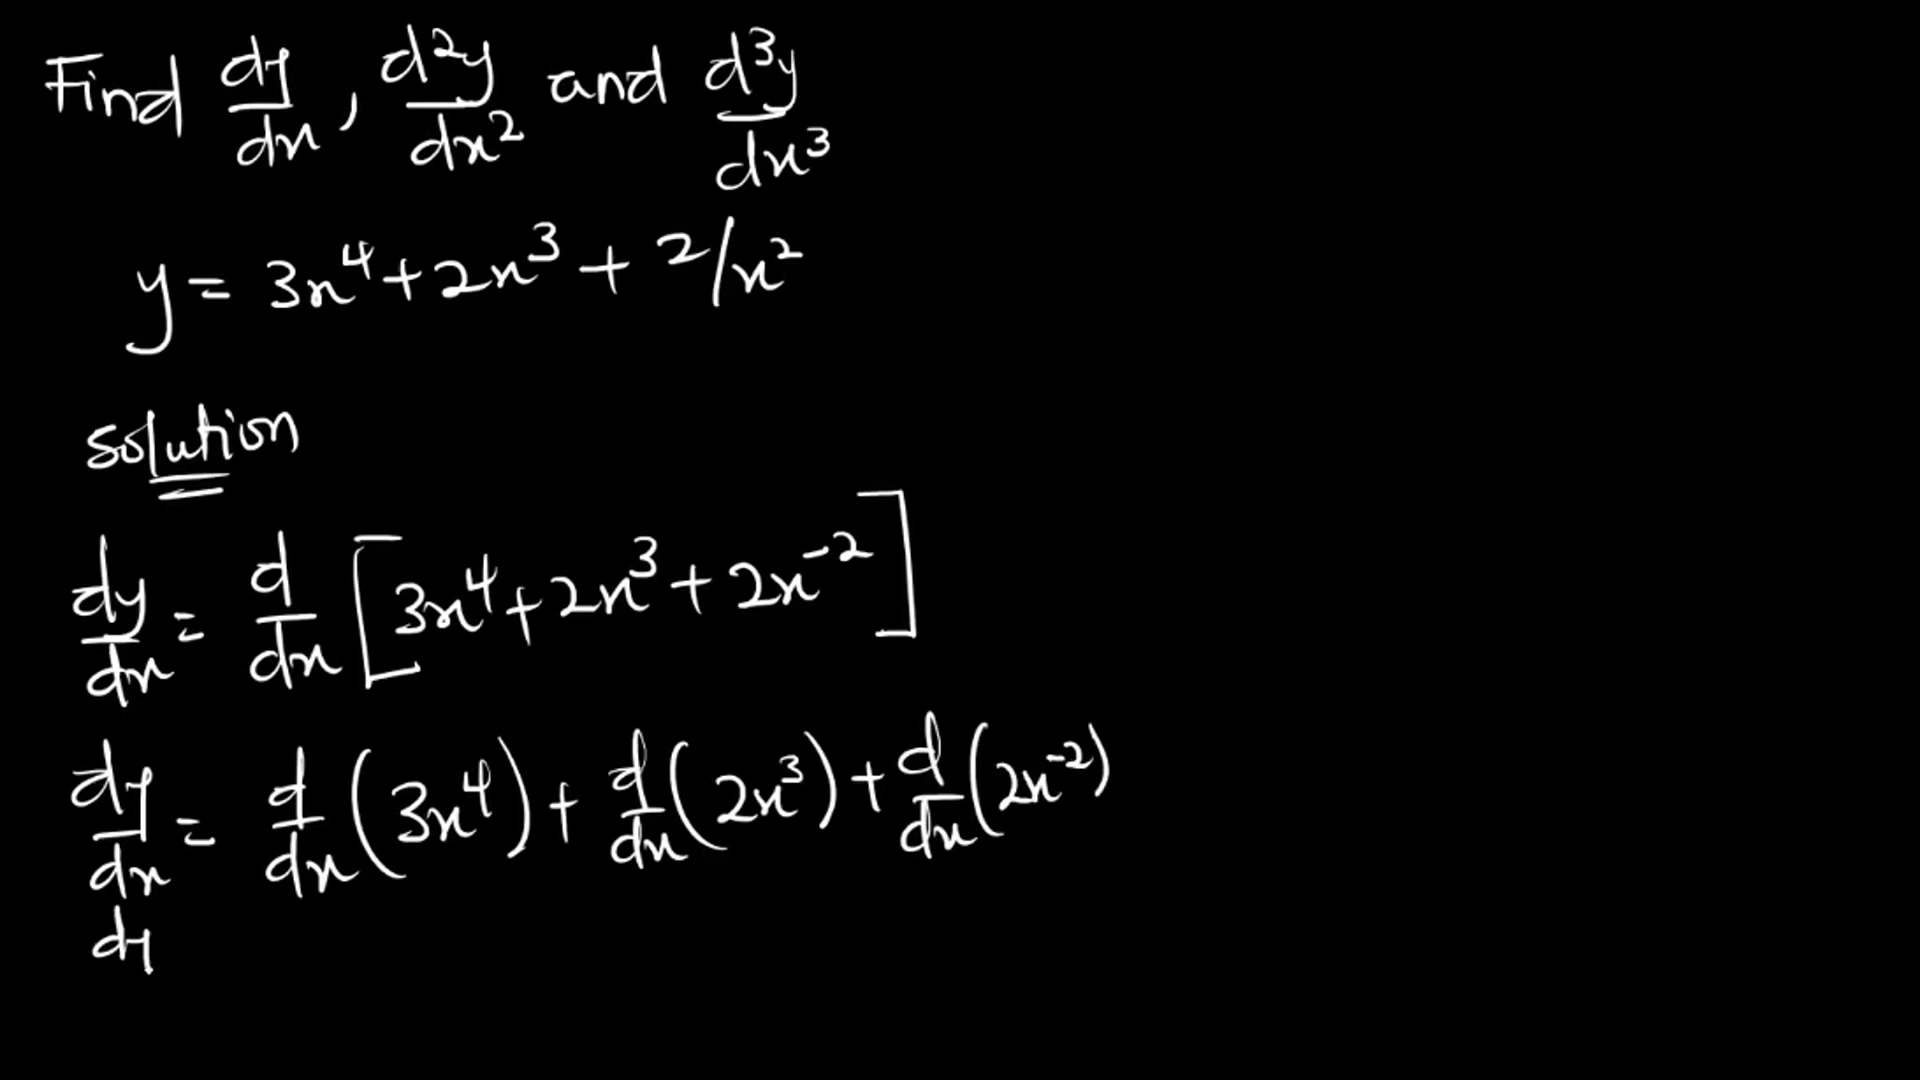 Find dy/dx, d²y/dx² and d³y/dx³
y = 3x⁴ + 2x³ + 2/x²
solution
dy/dx = d/dx [3x⁴ + 2x³ + 2x⁻²]
dy/dx = d/dx (3x⁴) + d/dx (2x³) + d/dx (2x⁻²)
dy